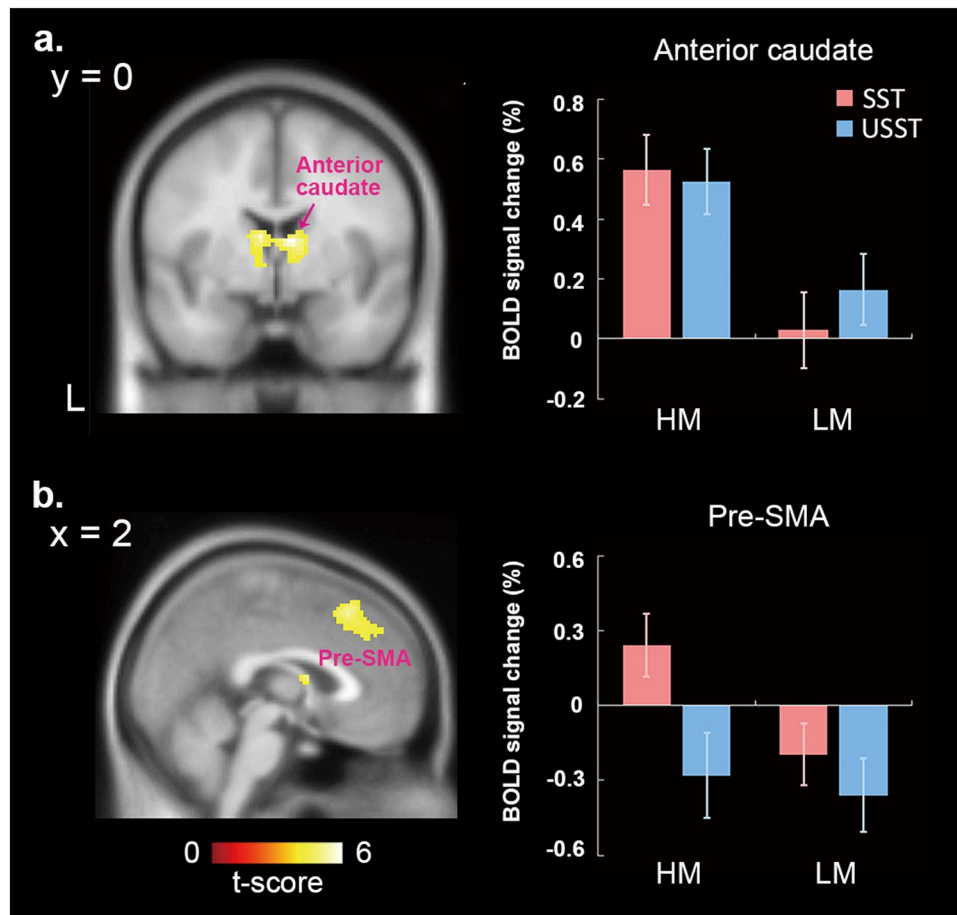 a.
y = 0
Anterior
caudate
L
Anterior caudate
SST
USST
BOLD signal change (%)
0.8
0.6
0.4
0.2
0
-0.2
HM LM
b.
x = 2
Pre-SMA
0 6
t-score
Pre-SMA
BOLD signal change (%)
0.6
0.3
0
-0.3
-0.6
HM LM